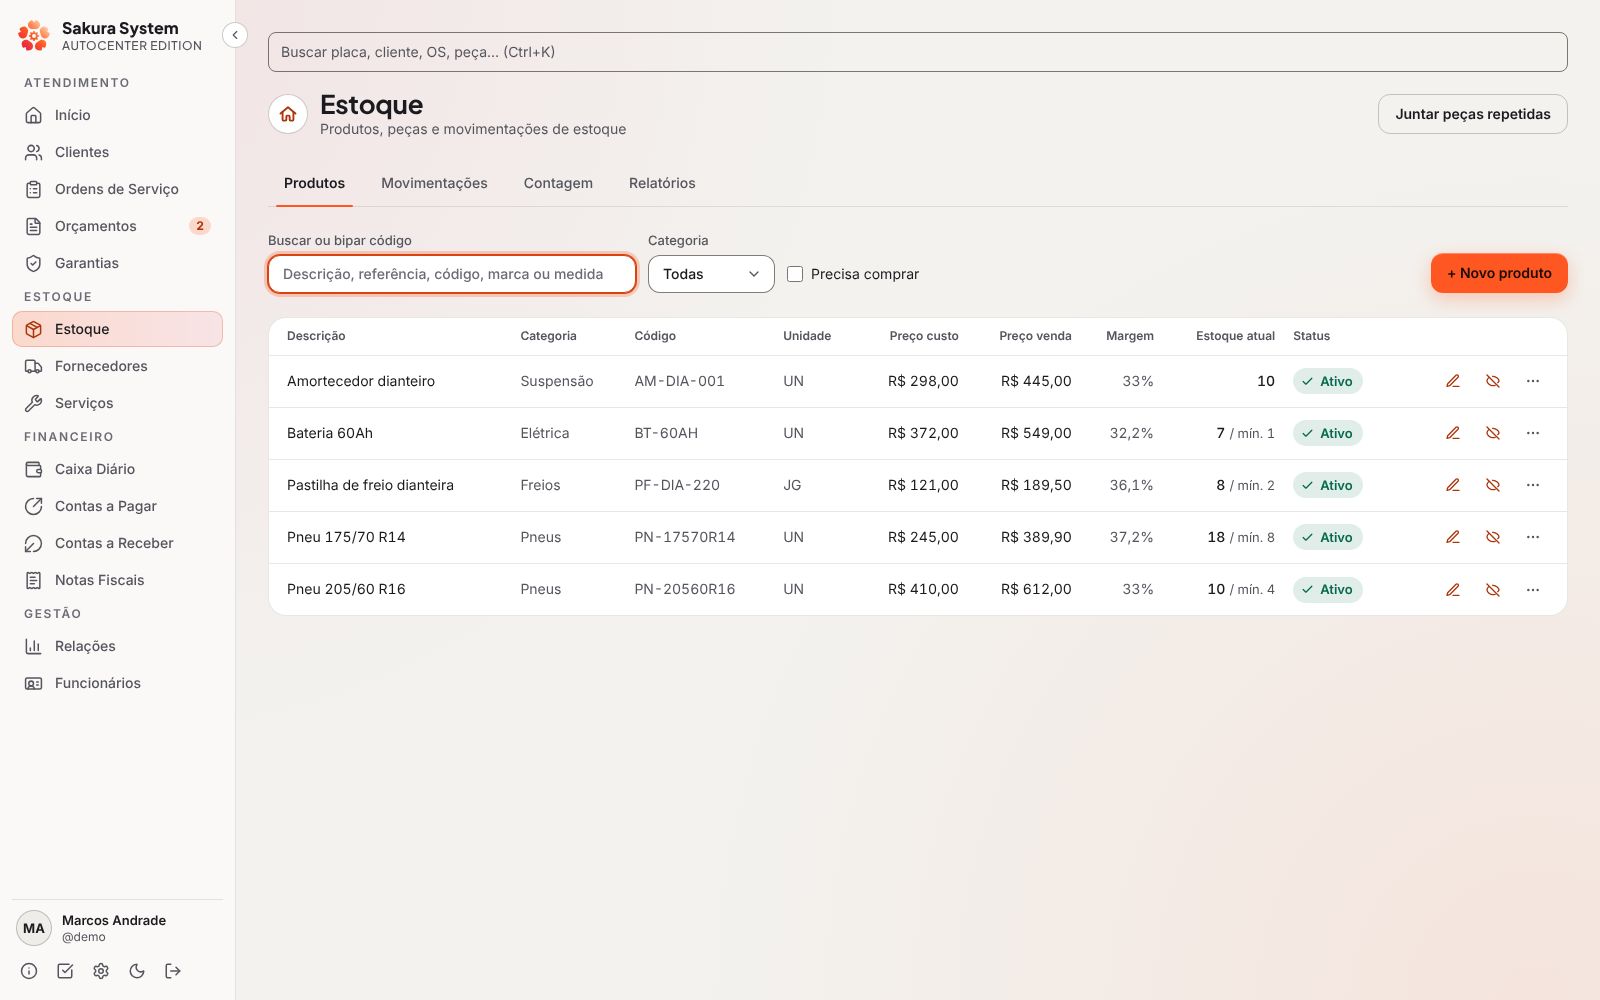 Sakura System
AUTOCENTER EDITION
ATENDIMENTO
Início
Clientes
Ordens de Serviço
Orçamentos 2
Garantias
ESTOQUE
Estoque
Fornecedores
Serviços
FINANCEIRO
Caixa Diário
Contas a Pagar
Contas a Receber
Notas Fiscais
GESTÃO
Relações
Funcionários
MA Marcos Andrade
@demo
Buscar placa, cliente, OS, peça... (Ctrl+K)
Estoque
Produtos, peças e movimentações de estoque
Juntar peças repetidas
Produtos Movimentações Contagem Relatórios
Buscar ou bipar código Categoria
Descrição, referência, código, marca ou medida Todas Precisa comprar + Novo produto
Descrição Categoria Código Unidade Preço custo Preço venda Margem Estoque atual Status
Amortecedor dianteiro Suspensão AM-DIA-001 UN R$ 298,00 R$ 445,00 33% 10 Ativo
Bateria 60Ah Elétrica BT-60AH UN R$ 372,00 R$ 549,00 32,2% 7 / mín. 1 Ativo
Pastilha de freio dianteira Freios PF-DIA-220 JG R$ 121,00 R$ 189,50 36,1% 8 / mín. 2 Ativo
Pneu 175/70 R14 Pneus PN-17570R14 UN R$ 245,00 R$ 389,90 37,2% 18 / mín. 8 Ativo
Pneu 205/60 R16 Pneus PN-20560R16 UN R$ 410,00 R$ 612,00 33% 10 / mín. 4 Ativo